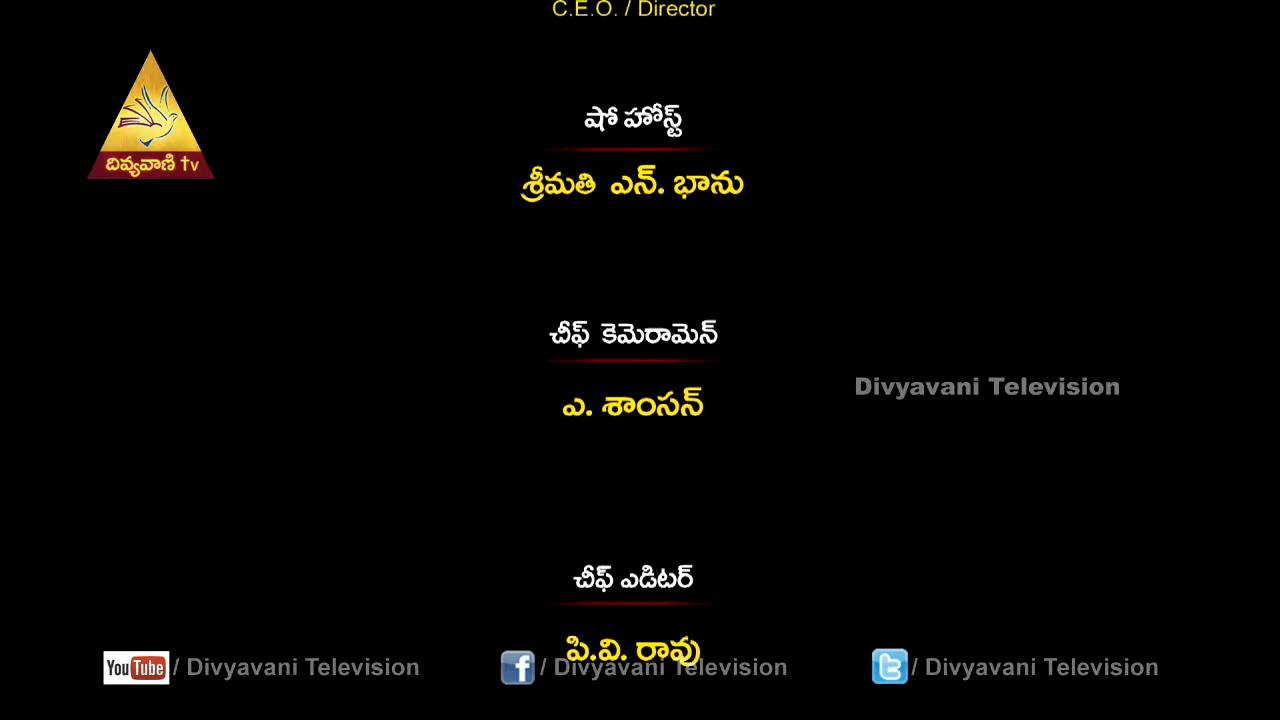 C.E.O. / Director
దివ్యవాణి tv
షో హోస్ట్
శ్రీమతి ఎన్. భాను
చీఫ్ కెమెరామెన్
ఎ. శాంసన్
Divyavani Television
చీఫ్ ఎడిటర్
పి.వి. రావు
YouTube / Divyavani Television
f / Divyavani Television
t / Divyavani Television